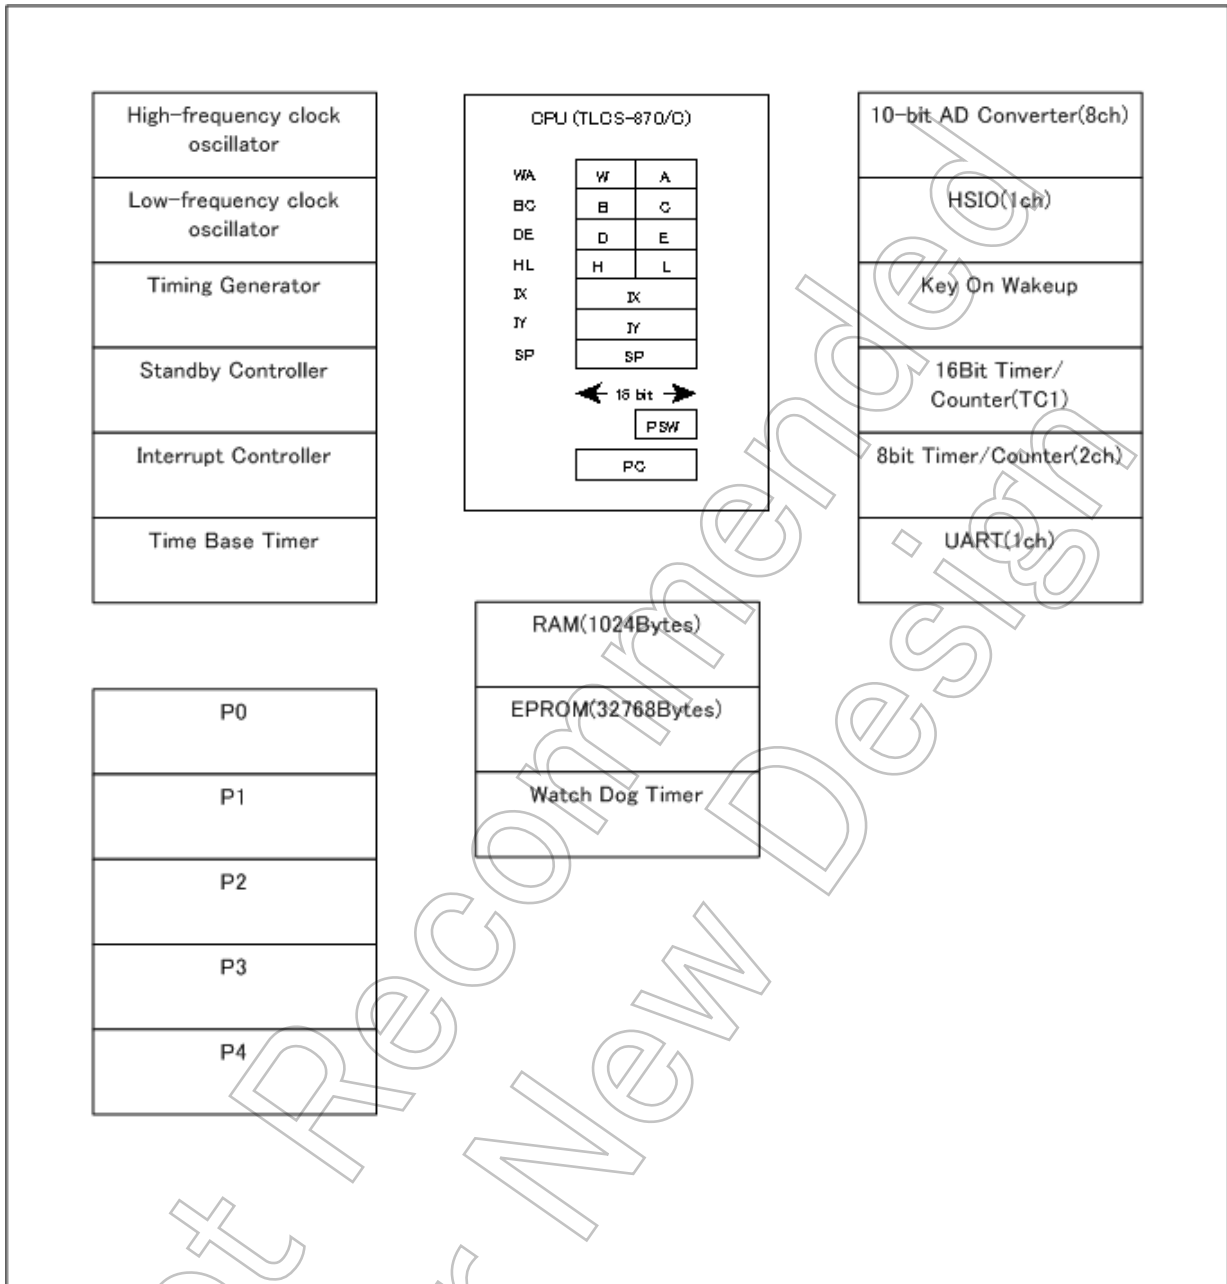 High-frequency clock
oscillator
Low-frequency clock
oscillator
Timing Generator
Standby Controller
Interrupt Controller
Time Base Timer
P0
P1
P2
P3
P4
CPU (TLCS-870/C)
WA W A
BC B C
DE D E
HL H L
IX IX
IY IY
SP SP
16 bit
PSW
PC
RAM(1024Bytes)
EPROM(32768Bytes)
Watch Dog Timer
10-bit AD Converter(8ch)
HSIO(1ch)
Key On Wakeup
16Bit Timer/
Counter(TC1)
8bit Timer/Counter(2ch)
UART(1ch)
Recommended
New Design